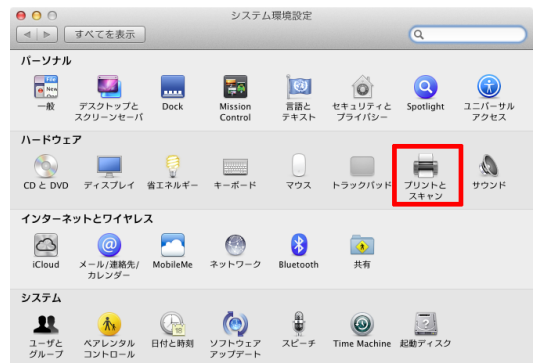 システム環境設定
すべてを表示
パーソナル
File
New
一般
デスクトップと
スクリーンセーバ
Dock
Mission
Control
言語と
テキスト
セキュリティと
プライバシー
Spotlight
ユニバーサル
アクセス
ハードウェア
CD と DVD
ディスプレイ
省エネルギー
キーボード
マウス
トラックパッド
プリントと
スキャン
サウンド
インターネットとワイヤレス
iCloud
メール/連絡先/
カレンダー
MobileMe
ネットワーク
Bluetooth
共有
システム
ユーザと
グループ
ペアレンタル
コントロール
日付と時刻
ソフトウェア
アップデート
スピーチ
Time Machine
起動ディスク